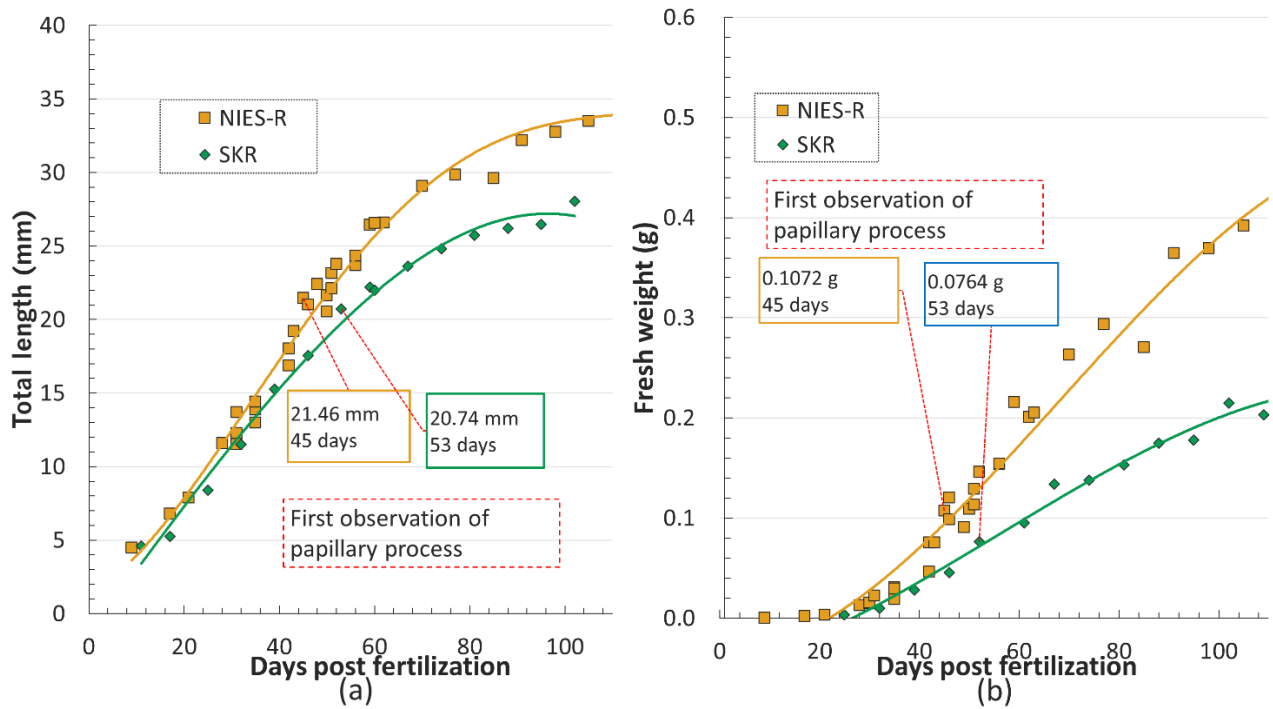 40
35
30
25
20
15
10
5
0
Total length (mm)
NIES-R
SKR
21.46 mm
45 days
20.74 mm
53 days
First observation of
papillary process
0 20 40 60 80 100
Days post fertilization
(a)
0.6
0.5
0.4
0.3
0.2
0.1
0.0
Fresh weight (g)
NIES-R
SKR
First observation of
papillary process
0.1072 g
45 days
0.0764 g
53 days
0 20 40 60 80 100
Days post fertilization
(b)